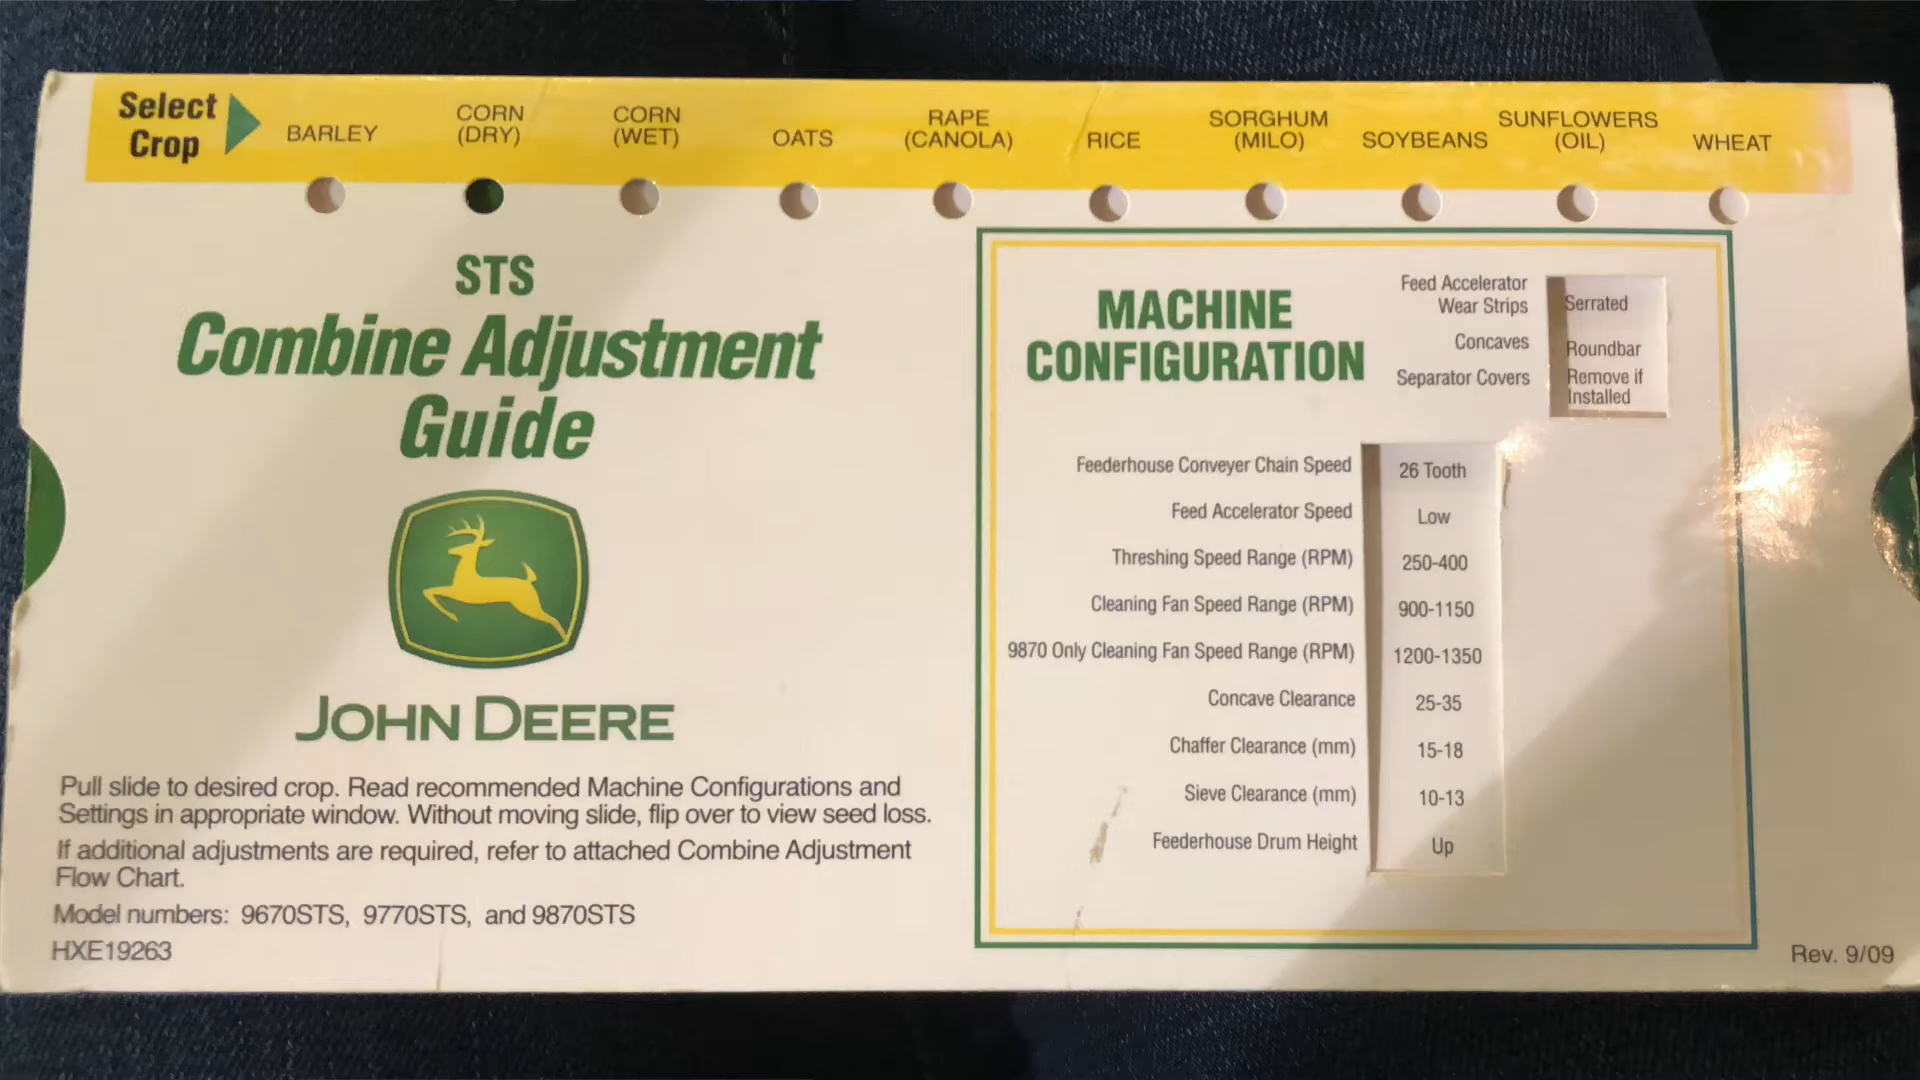 Select
Crop
BARLEY
CORN
(DRY)
CORN
(WET)
OATS
RAPE
(CANOLA)
RICE
SORGHUM
(MILO)
SOYBEANS
SUNFLOWERS
(OIL)
WHEAT
STS
Combine Adjustment
Guide
JOHN DEERE
Pull slide to desired crop. Read recommended Machine Configurations and
Settings in appropriate window. Without moving slide, flip over to view seed loss.
If additional adjustments are required, refer to attached Combine Adjustment
Flow Chart.
Model numbers: 9670STS, 9770STS, and 9870STS
HXE19263
MACHINE
CONFIGURATION
Feed Accelerator
Wear Strips Serrated
Concaves Roundbar
Separator Covers Remove if
Installed
Feederhouse Conveyer Chain Speed 26 Tooth
Feed Accelerator Speed Low
Threshing Speed Range (RPM) 250-400
Cleaning Fan Speed Range (RPM) 900-1150
9870 Only Cleaning Fan Speed Range (RPM) 1200-1350
Concave Clearance 25-35
Chaffer Clearance (mm) 15-18
Sieve Clearance (mm) 10-13
Feederhouse Drum Height Up
Rev. 9/09